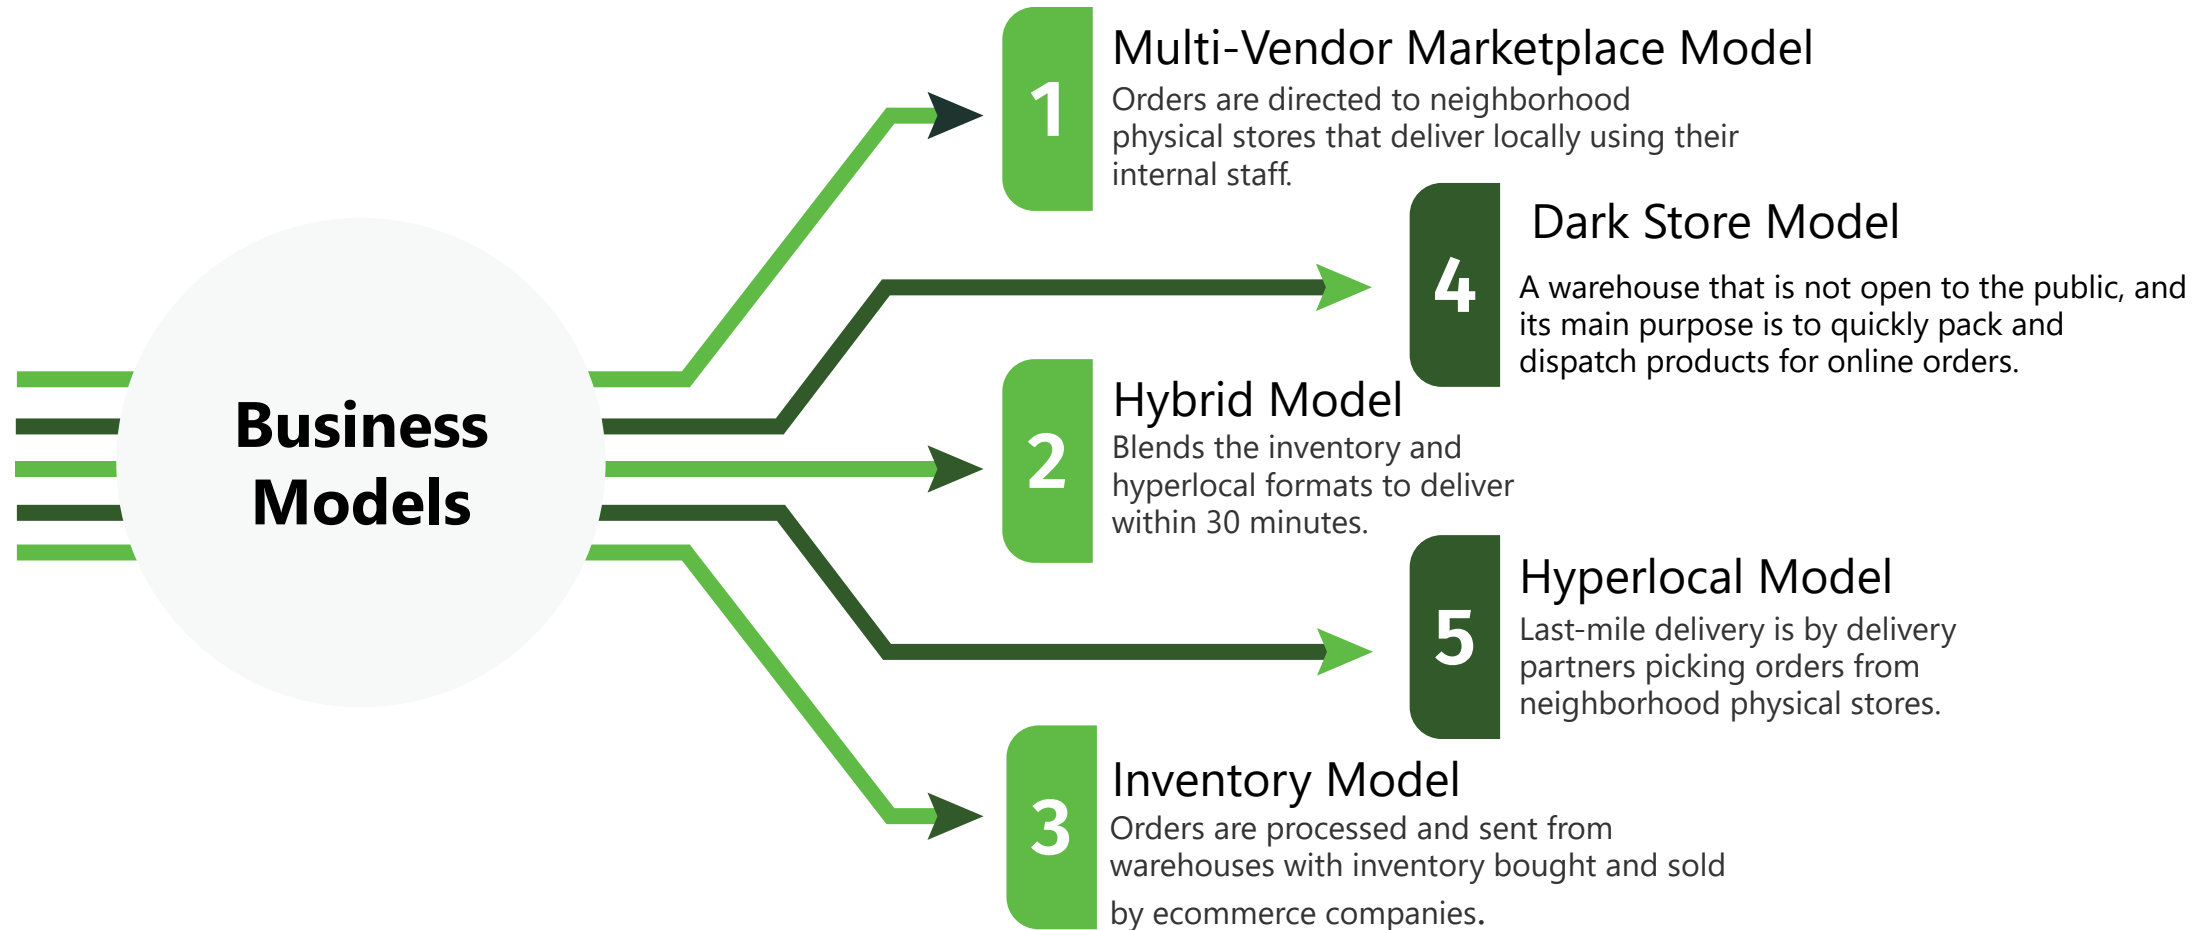 Business
Models
1
Multi-Vendor Marketplace Model
Orders are directed to neighborhood
physical stores that deliver locally using their
internal staff.
4
Dark Store Model
A warehouse that is not open to the public, and
its main purpose is to quickly pack and
dispatch products for online orders.
2
Hybrid Model
Blends the inventory and
hyperlocal formats to deliver
within 30 minutes.
5
Hyperlocal Model
Last-mile delivery is by delivery
partners picking orders from
neighborhood physical stores.
3
Inventory Model
Orders are processed and sent from
warehouses with inventory bought and sold
by ecommerce companies.